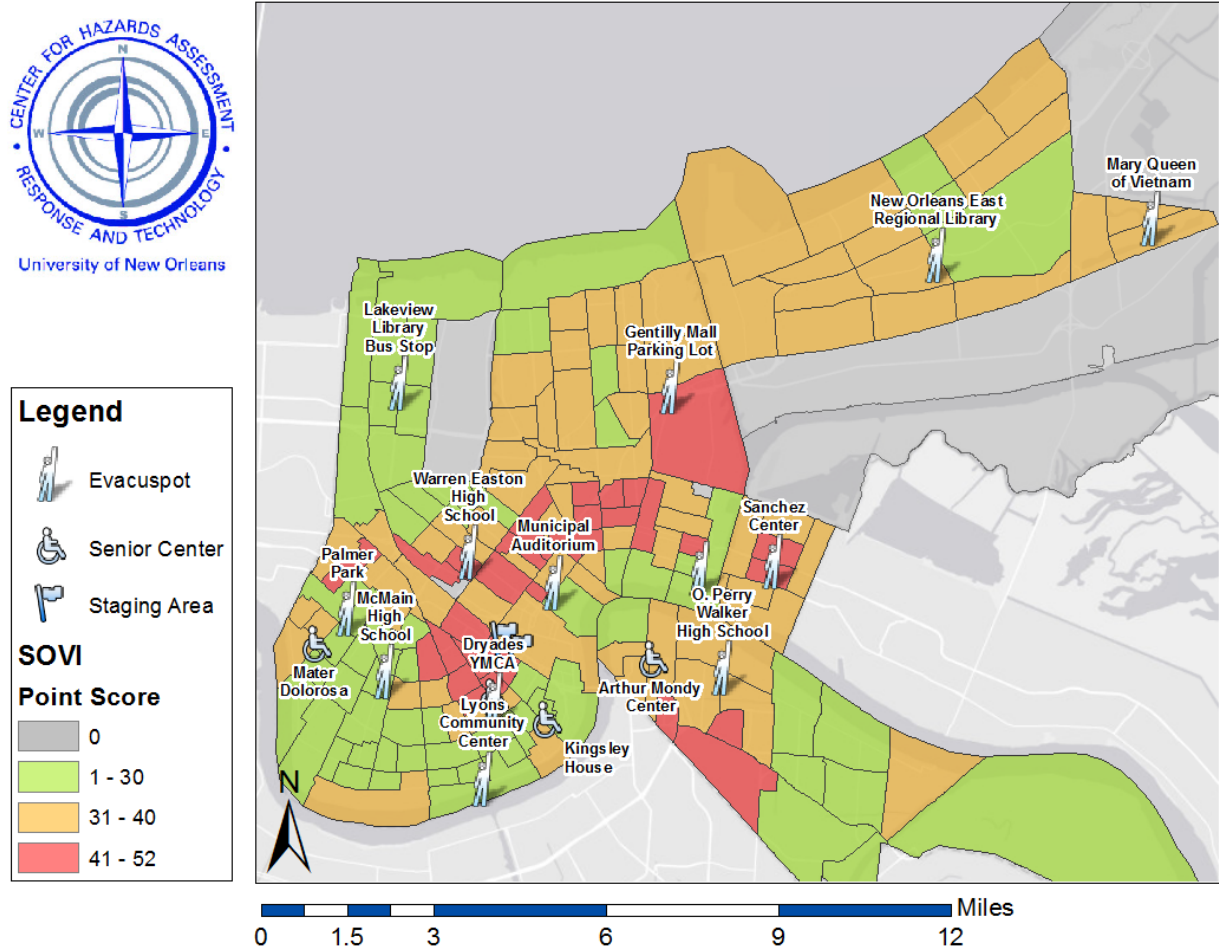 CENTER FOR HAZARDS ASSESSMENT
RESPONSE AND TECHNOLOGY
N
W
E
S
University of New Orleans
Legend
Evacuspot
Senior Center
Staging Area
SOVI
Point Score
0
1 - 30
31 - 40
41 - 52
Mary Queen
of Vietnam
New Orleans East
Regional Library
Lakeview
Library
Bus Stop
Gentilly Mall
Parking Lot
Warren Easton
High
School
Municipal
Auditorium
Sanchez
Center
Palmer
Park
McMain
High
School
O. Perry
Walker
High School
Dryades
YMCA
Mater
Dolorosa
Arthur Mondy
Center
Lyons
Community
Center
Kingsley
House
N
Miles
0 1.5 3 6 9 12